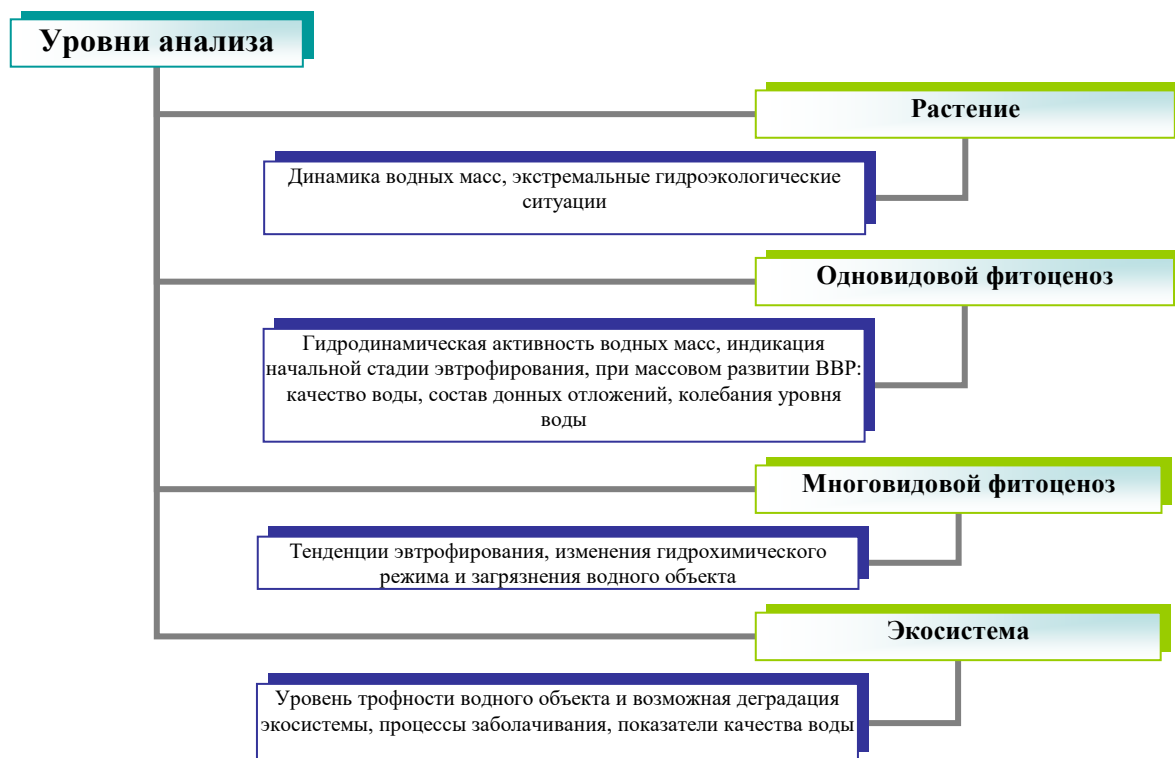 Уровни анализа
Растение
Динамика водных масс, экстремальные гидроэкологические
ситуации
Одновидовой фитоценоз
Гидродинамическая активность водных масс, индикация
начальной стадии эвтрофирования, при массовом развитии ВВР:
качество воды, состав донных отложений, колебания уровня
воды
Многовидовой фитоценоз
Тенденции эвтрофирования, изменения гидрохимического
режима и загрязнения водного объекта
Экосистема
Уровень трофности водного объекта и возможная деградация
экосистемы, процессы заболачивания, показатели качества воды